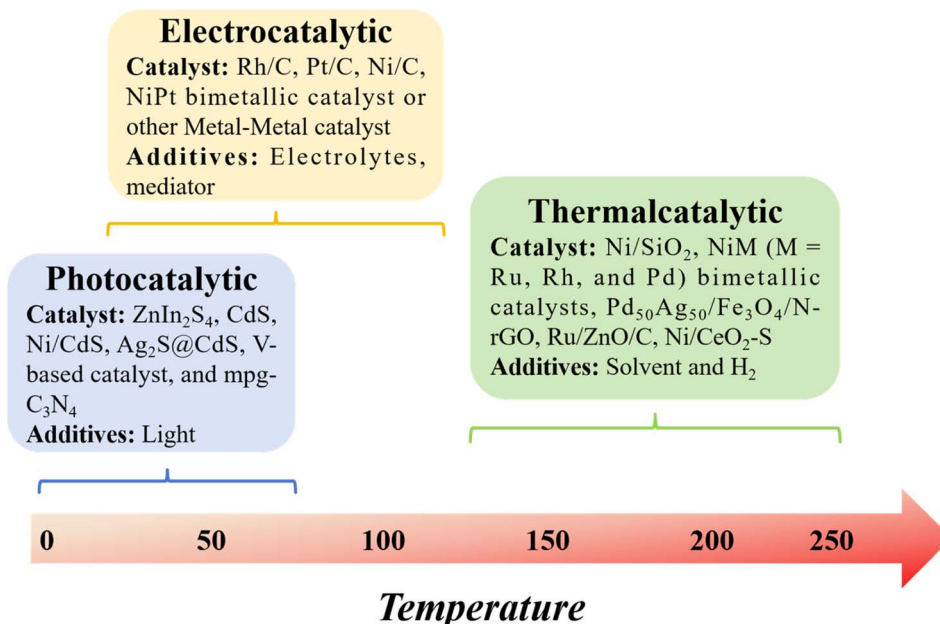 Electrocatalytic
Catalyst: Rh/C, Pt/C, Ni/C,
NiPt bimetallic catalyst or
other Metal-Metal catalyst
Additives: Electrolytes,
mediator
Photocatalytic
Catalyst: ZnIn₂S₄, CdS,
Ni/CdS, Ag₂S@CdS, V-
based catalyst, and mpg-
C₃N₄
Additives: Light
Thermalcatalytic
Catalyst: Ni/SiO₂, NiM (M =
Ru, Rh, and Pd) bimetallic
catalysts, Pd₅₀Ag₅₀/Fe₃O₄/N-
rGO, Ru/ZnO/C, Ni/CeO₂-S
Additives: Solvent and H₂
0 50 100 150 200 250
Temperature